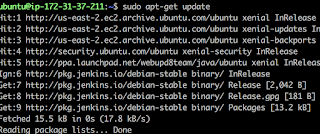 ubuntu@ip-172-31-37-211:~$ sudo apt-get update
Hit:1 http://us-east-2.ec2.archive.ubuntu.com/ubuntu xenial InRelease
Hit:2 http://us-east-2.ec2.archive.ubuntu.com/ubuntu xenial-updates In
Hit:3 http://us-east-2.ec2.archive.ubuntu.com/ubuntu xenial-backports
Hit:4 http://security.ubuntu.com/ubuntu xenial-security InRelease
Hit:5 http://ppa.launchpad.net/webupd8team/java/ubuntu xenial InReleas
Ign:6 http://pkg.jenkins.io/debian-stable binary/ InRelease
Get:7 http://pkg.jenkins.io/debian-stable binary/ Release [2,042 B]
Get:8 http://pkg.jenkins.io/debian-stable binary/ Release.gpg [181 B]
Get:9 http://pkg.jenkins.io/debian-stable binary/ Packages [13.2 kB]
Fetched 15.5 kB in 0s (17.8 kB/s)
Reading package lists... Done